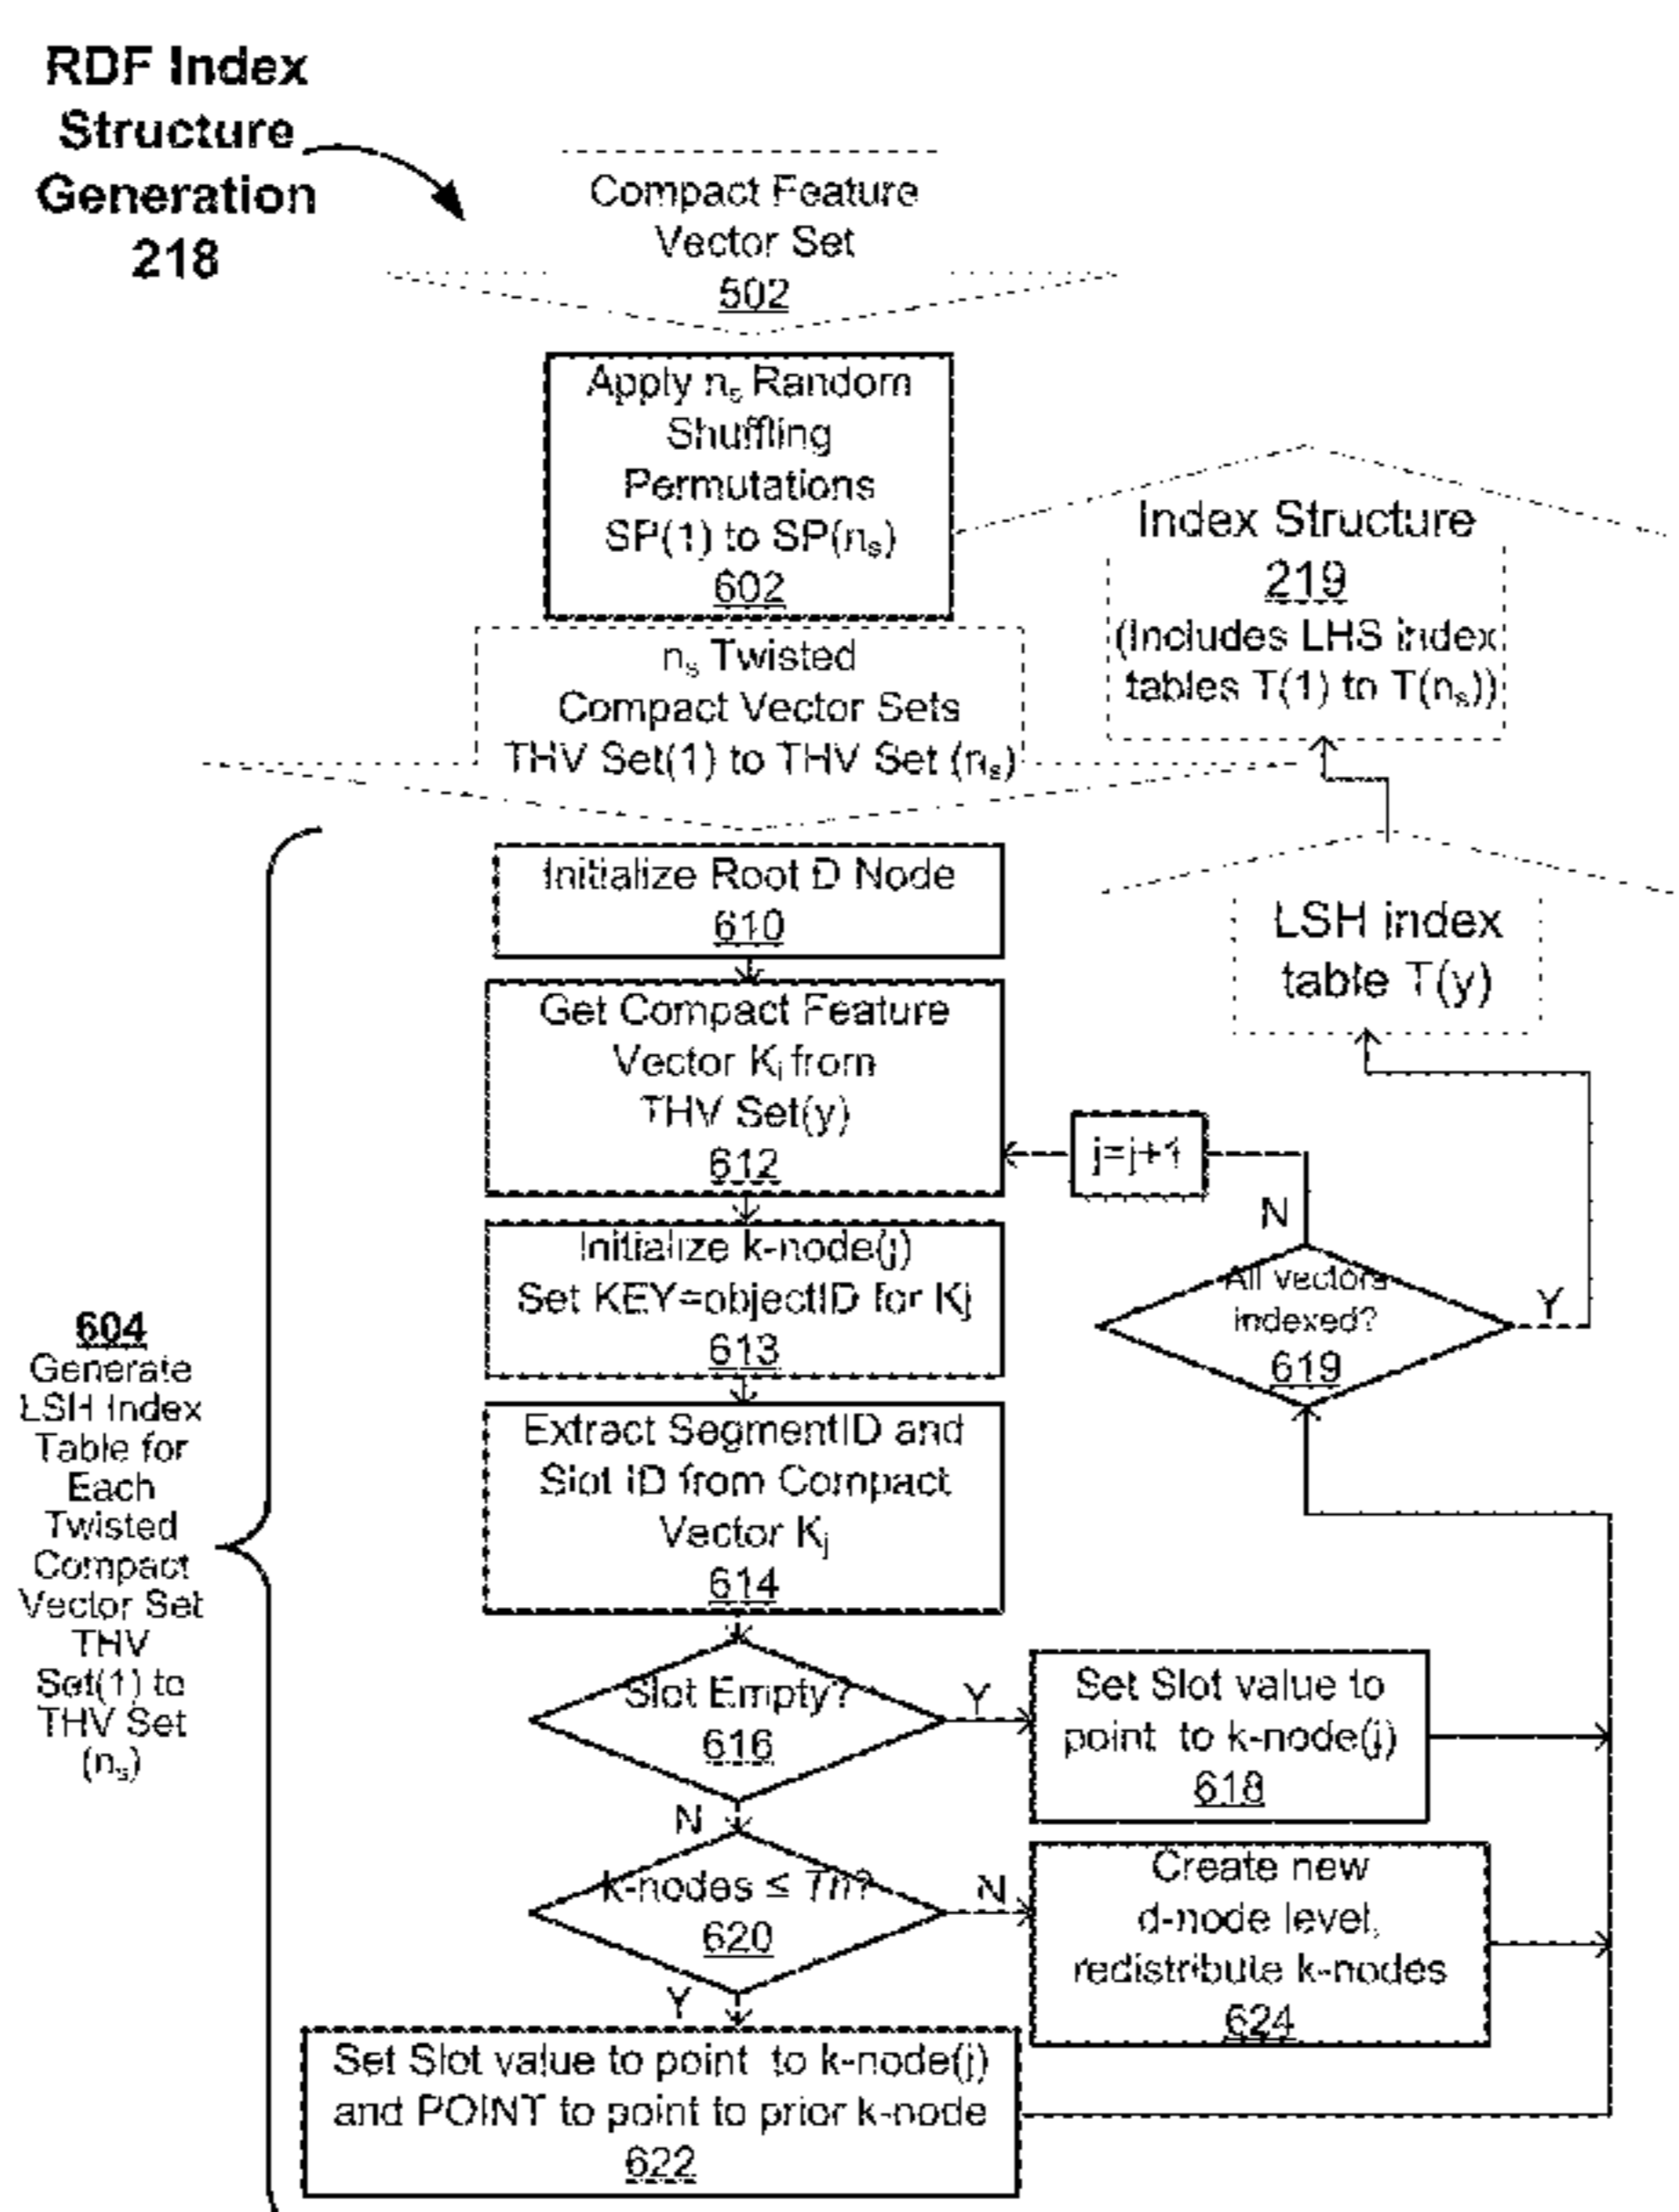 RDF Index
Structure
Generation
218
Compact Feature
Vector Set
502
Apply nₛ Random
Shuffling
Permutations
SP(1) to SP(nₛ)
602
nₛ Twisted
Compact Vector Sets
THV Set(1) to THV Set (nₛ)
Index Structure
219
(Includes LHS index
tables T(1) to T(nₛ))
LSH index
table T(y)
604
Generate
LSH Index
Table for
Each
Twisted
Compact
Vector Set
THV
Set(1) to
THV Set
(nₛ)
Initialize Root D Node
610
Get Compact Feature
Vector Kⱼ from
THV Set(y)
612
j=j+1
Initialize k-node(j)
Set KEY=objectID for Kⱼ
613
N
All vectors
indexed?
619
Y
Extract SegmentID and
Slot ID from Compact
Vector Kⱼ
614
Slot Empty?
616
Y
Set Slot value to
point to k-node(j)
618
N
k-nodes ≤ Tn?
620
N
Create new
d-node level,
redistribute k-nodes
624
Y
Set Slot value to point to k-node(j)
and POINT to point to prior k-node
622